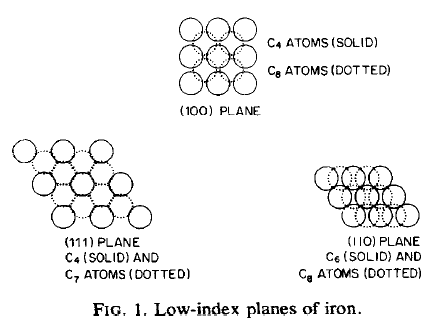 C4 ATOMS (SOLID)
C8 ATOMS (DOTTED)
(100) PLANE
(111) PLANE
C4 (SOLID) AND
C7 ATOMS (DOTTED)
(110) PLANE
C6 (SOLID) AND
C8 ATOMS (DOTTED)
FIG. 1. Low-index planes of iron.